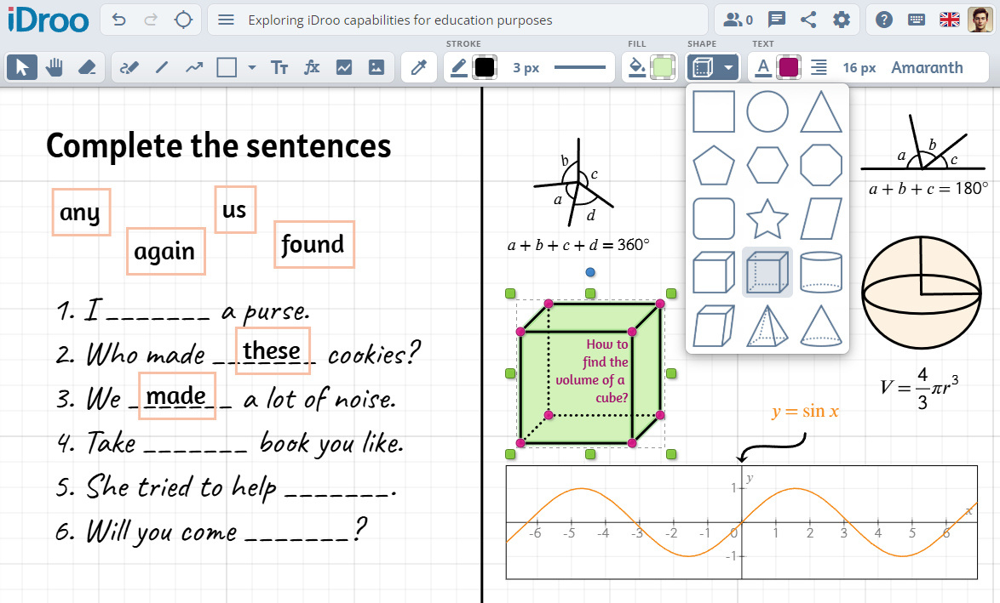 iDroo
Exploring iDroo capabilities for education purposes
0
STROKE
3 px
FILL
SHAPE
TEXT
Tт
fx
A
16 px
Amaranth
Complete the sentences
any
us
again
found
1. I _______ a purse.
2. Who made _______ cookies?
these
3. We _______ a lot of noise.
made
4. Take _______ book you like.
5. She tried to help _______.
6. Will you come _______?
b
c
a
d
a + b + c + d = 360°
How to
find the
volume of a
cube?
a
b
c
a + b + c = 180°
V = 4/3 πr³
y = sin x
y
x
1
-6 -5 -4 -3 -2 -1 0 1 2 3 4 5 6
-1